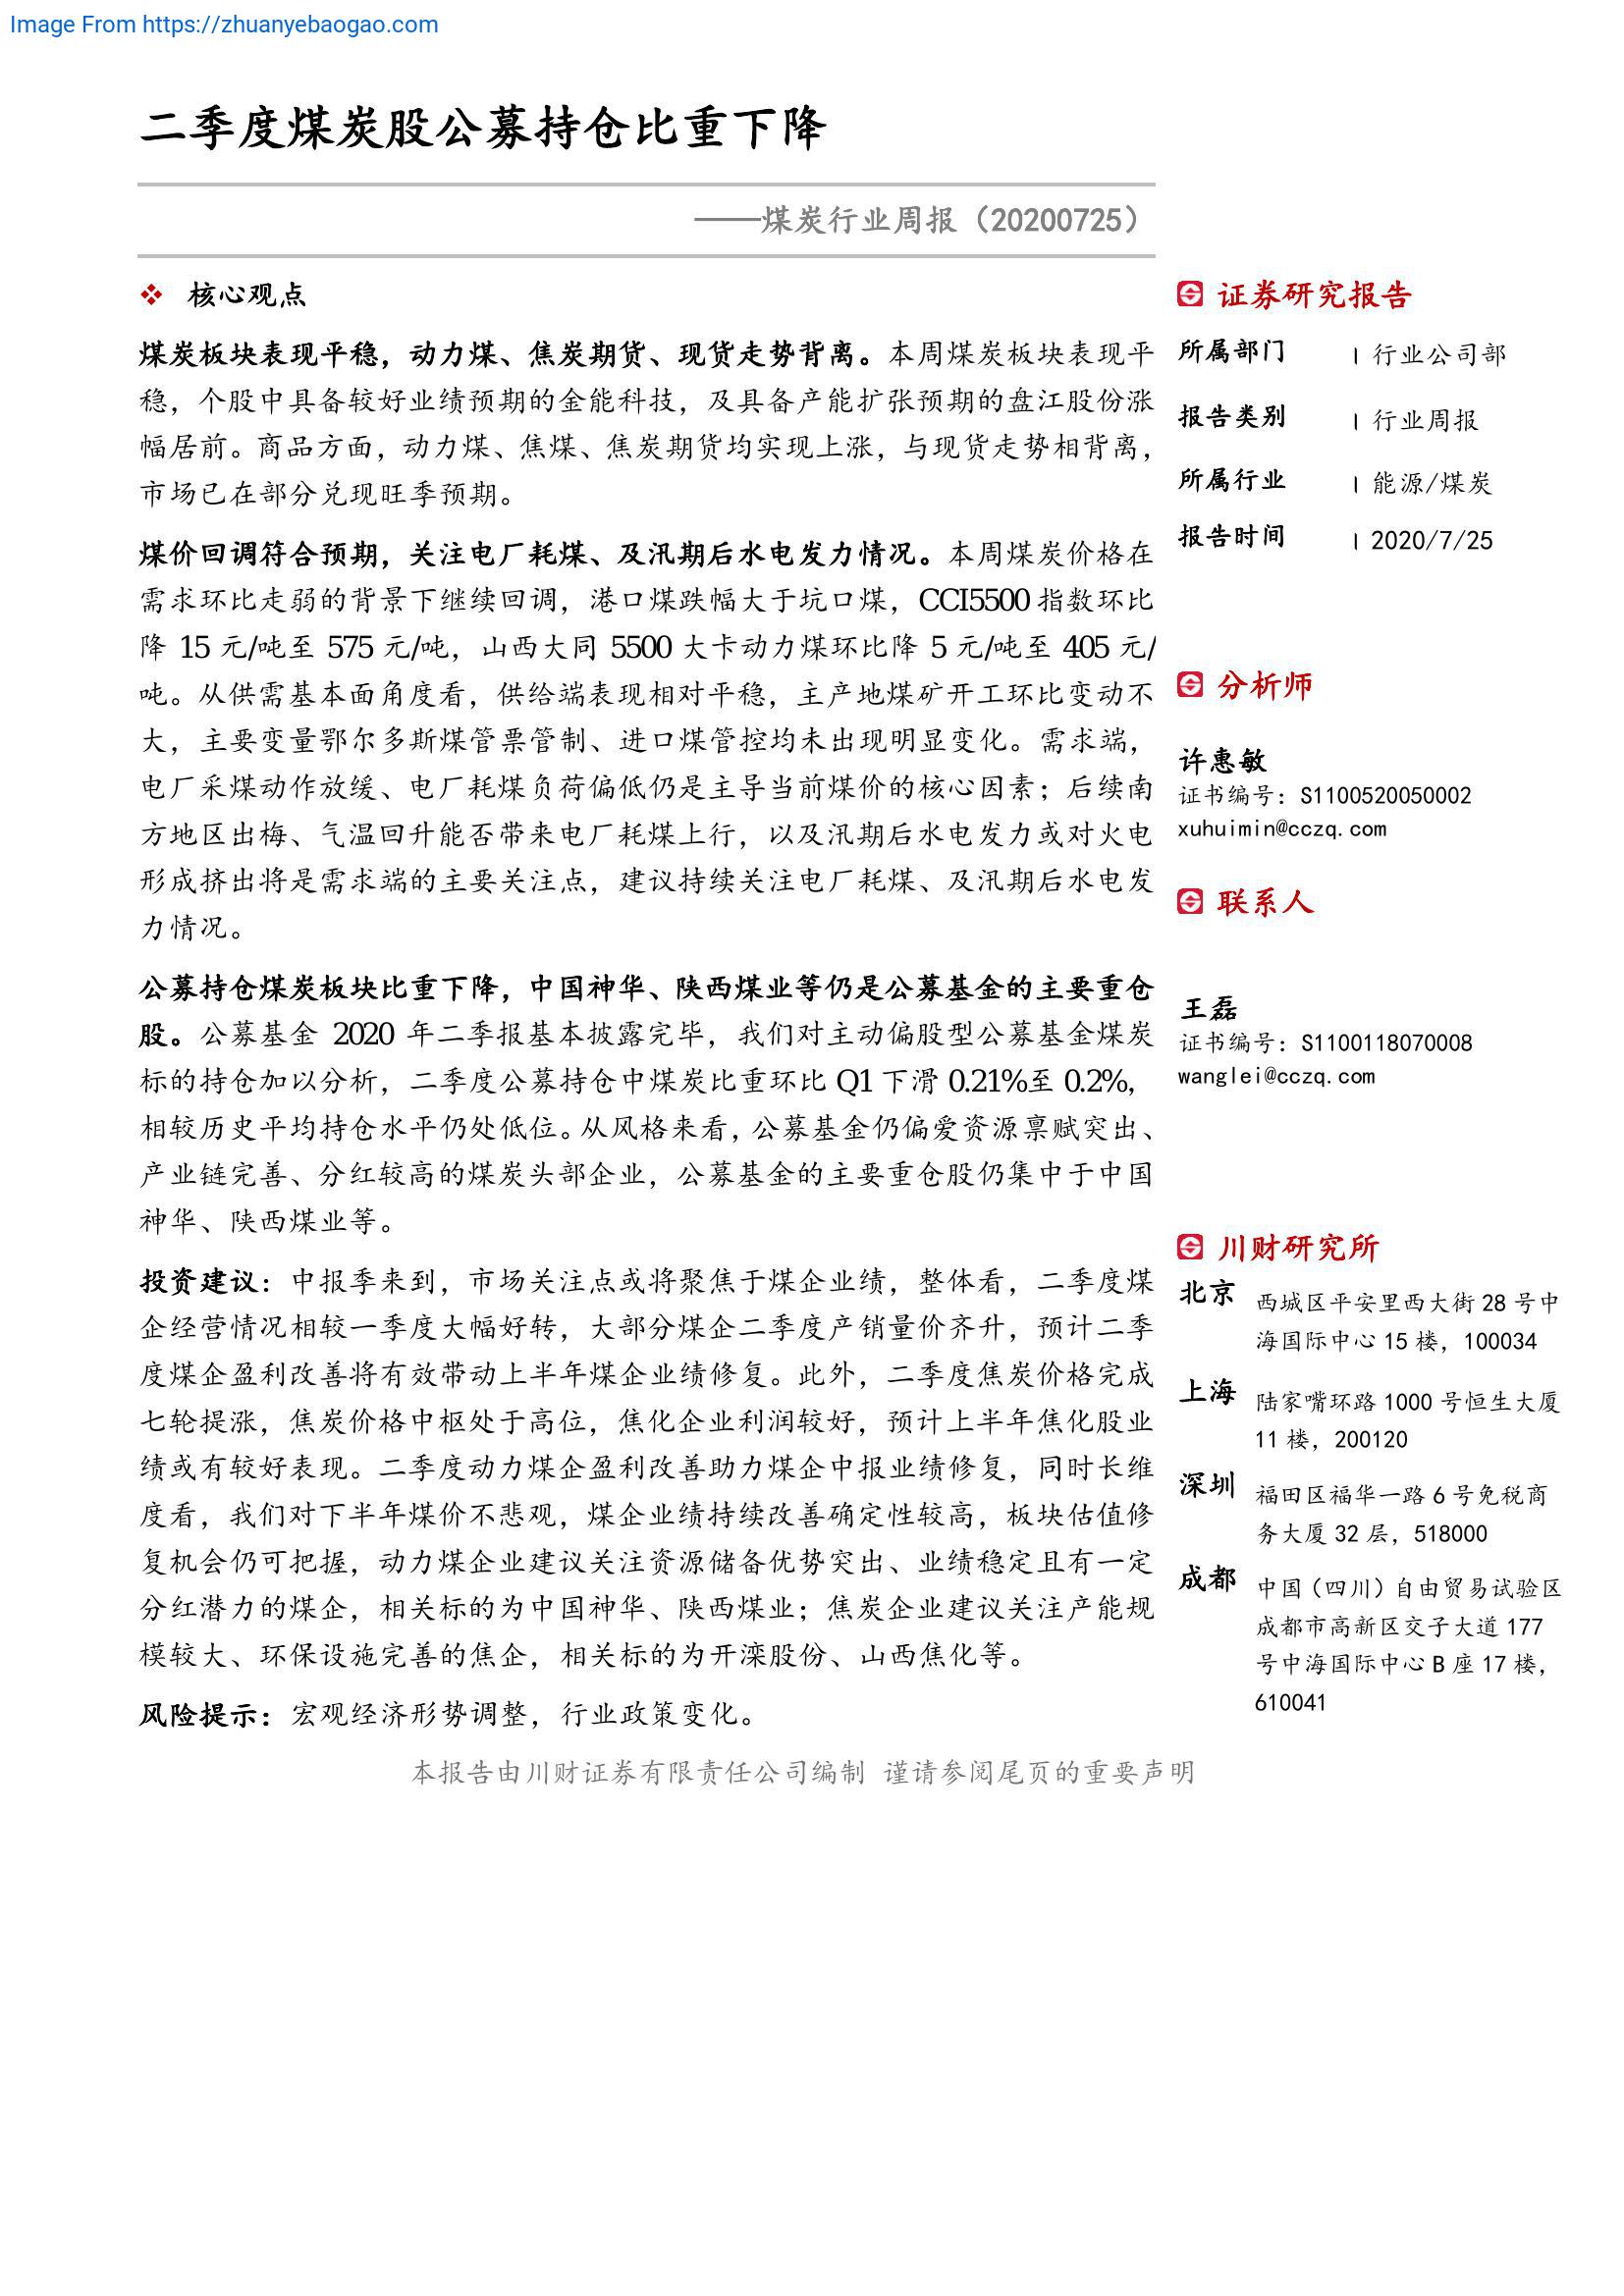 Image From https://zhuanyebaogao.com
二季度煤炭股公募持仓比重下降
——煤炭行业周报（20200725）
核心观点
煤炭板块表现平稳，动力煤、焦炭期货、现货走势背离。本周煤炭板块表现平
稳，个股中具备较好业绩预期的金能科技，及具备产能扩张预期的盘江股份涨
幅居前。商品方面，动力煤、焦煤、焦炭期货均实现上涨，与现货走势相背离，
市场已在部分兑现旺季预期。
煤价回调符合预期，关注电厂耗煤、及汛期后水电发力情况。本周煤炭价格在
需求环比走弱的背景下继续回调，港口煤跌幅大于坑口煤，CCI5500 指数环比
降 15 元/吨至 575 元/吨，山西大同 5500 大卡动力煤环比降 5 元/吨至 405 元/
吨。从供需基本面角度看，供给端表现相对平稳，主产地煤矿开工环比变动不
大，主要变量鄂尔多斯煤管票管制、进口煤管控均未出现明显变化。需求端，
电厂采煤动作放缓、电厂耗煤负荷偏低仍是主导当前煤价的核心因素；后续南
方地区出梅、气温回升能否带来电厂耗煤上行，以及汛期后水电发力或对火电
形成挤出将是需求端的主要关注点，建议持续关注电厂耗煤、及汛期后水电发
力情况。
公募持仓煤炭板块比重下降，中国神华、陕西煤业等仍是公募基金的主要重仓
股。公募基金 2020 年二季报基本披露完毕，我们对主动偏股型公募基金煤炭
标的持仓加以分析，二季度公募持仓中煤炭比重环比 Q1 下滑 0.21%至 0.2%，
相较历史平均持仓水平仍处低位。从风格来看，公募基金仍偏爱资源禀赋突出、
产业链完善、分红较高的煤炭头部企业，公募基金的主要重仓股仍集中于中国
神华、陕西煤业等。
投资建议：中报季来到，市场关注点或将聚焦于煤企业绩，整体看，二季度煤
企经营情况相较一季度大幅好转，大部分煤企二季度产销量价齐升，预计二季
度煤企盈利改善将有效带动上半年煤企业绩修复。此外，二季度焦炭价格完成
七轮提涨，焦炭价格中枢处于高位，焦化企业利润较好，预计上半年焦化股业
绩或有较好表现。二季度动力煤企盈利改善助力煤企中报业绩修复，同时长维
度看，我们对下半年煤价不悲观，煤企业绩持续改善确定性较高，板块估值修
复机会仍可把握，动力煤企业建议关注资源储备优势突出、业绩稳定且有一定
分红潜力的煤企，相关标的为中国神华、陕西煤业；焦炭企业建议关注产能规
模较大、环保设施完善的焦企，相关标的为开滦股份、山西焦化等。
风险提示：宏观经济形势调整，行业政策变化。
证券研究报告
所属部门 | 行业公司部
报告类别 | 行业周报
所属行业 | 能源/煤炭
报告时间 | 2020/7/25
分析师
许惠敏
证书编号：S1100520050002
xuhuimin@cczq.com
联系人
王磊
证书编号：S1100118070008
wanglei@cczq.com
川财研究所
北京 西城区平安里西大街 28 号中
海国际中心 15 楼，100034
上海 陆家嘴环路 1000 号恒生大厦
11 楼，200120
深圳 福田区福华一路 6 号免税商
务大厦 32 层，518000
成都 中国（四川）自由贸易试验区
成都市高新区交子大道 177
号中海国际中心 B 座 17 楼，
610041
本报告由川财证券有限责任公司编制 谨请参阅尾页的重要声明